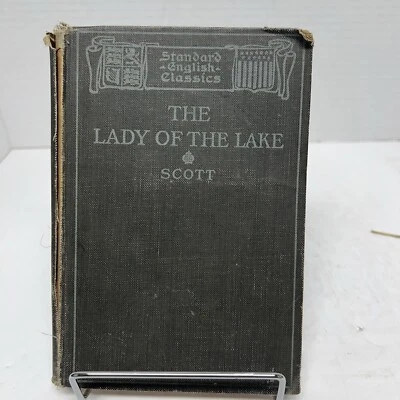 Standard
English
Classics
THE
LADY OF THE LAKE
SCOTT